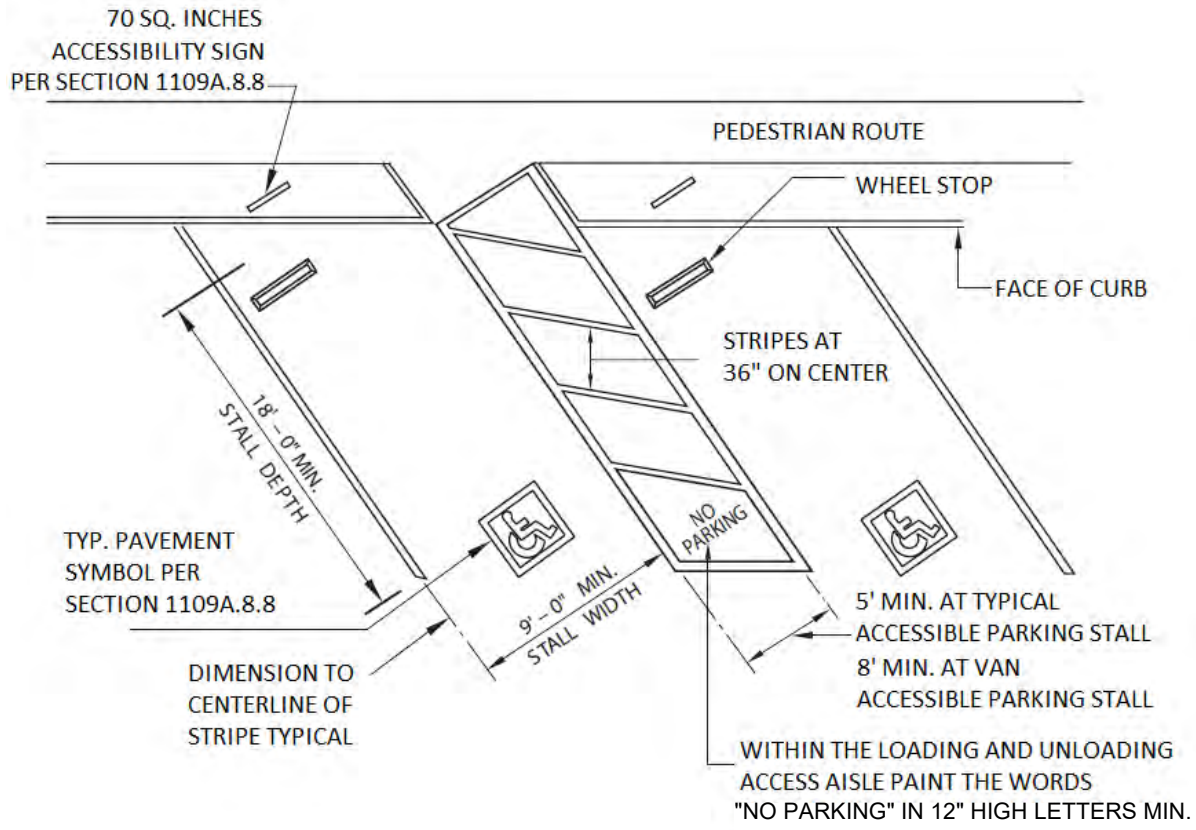 70 SQ. INCHES
ACCESSIBILITY SIGN
PER SECTION 1109A.8.8
PEDESTRIAN ROUTE
WHEEL STOP
FACE OF CURB
STRIPES AT
36" ON CENTER
18' – 0" MIN.
STALL DEPTH
NO
PARKING
TYP. PAVEMENT
SYMBOL PER
SECTION 1109A.8.8
9' – 0" MIN.
STALL WIDTH
5' MIN. AT TYPICAL
ACCESSIBLE PARKING STALL
8' MIN. AT VAN
ACCESSIBLE PARKING STALL
DIMENSION TO
CENTERLINE OF
STRIPE TYPICAL
WITHIN THE LOADING AND UNLOADING
ACCESS AISLE PAINT THE WORDS
"NO PARKING" IN 12" HIGH LETTERS MIN.